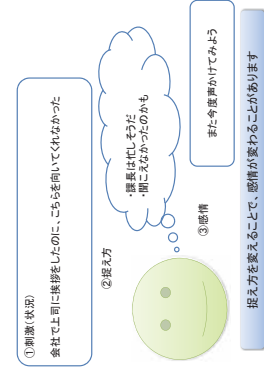 ①刺激(状況)
会社で上司に挨拶をしたのに、こちらを向いてくれなかった
②捉え方
・課長は忙しそうだ
・聞こえなかったのかも
③感情
また今度声かけてみよう
捉え方を変えることで、感情が変わることがあります